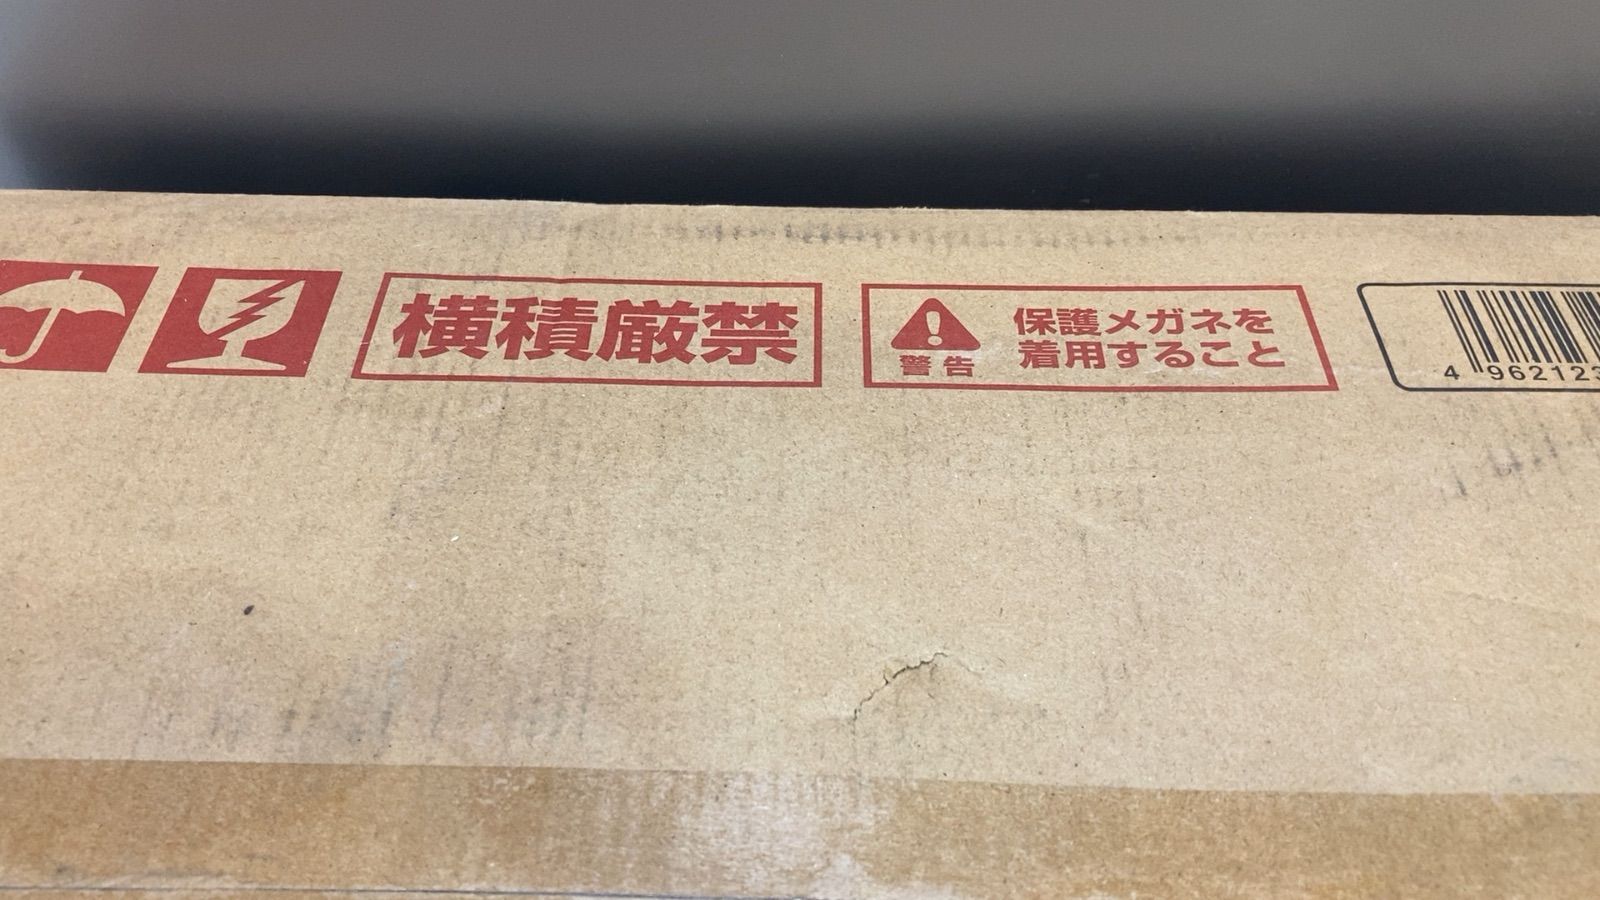 横積厳禁
警告
保護メガネを
着用すること
4 962123